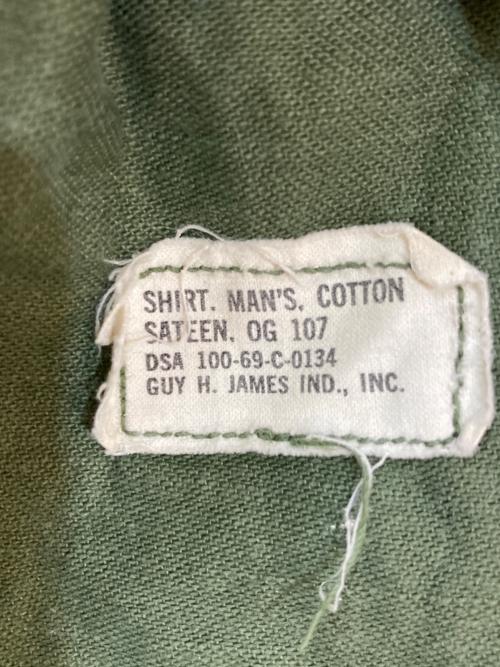 SHIRT, MAN'S, COTTON
SATEEN, OG 107
DSA 100-69-C-0134
GUY H. JAMES IND., INC.